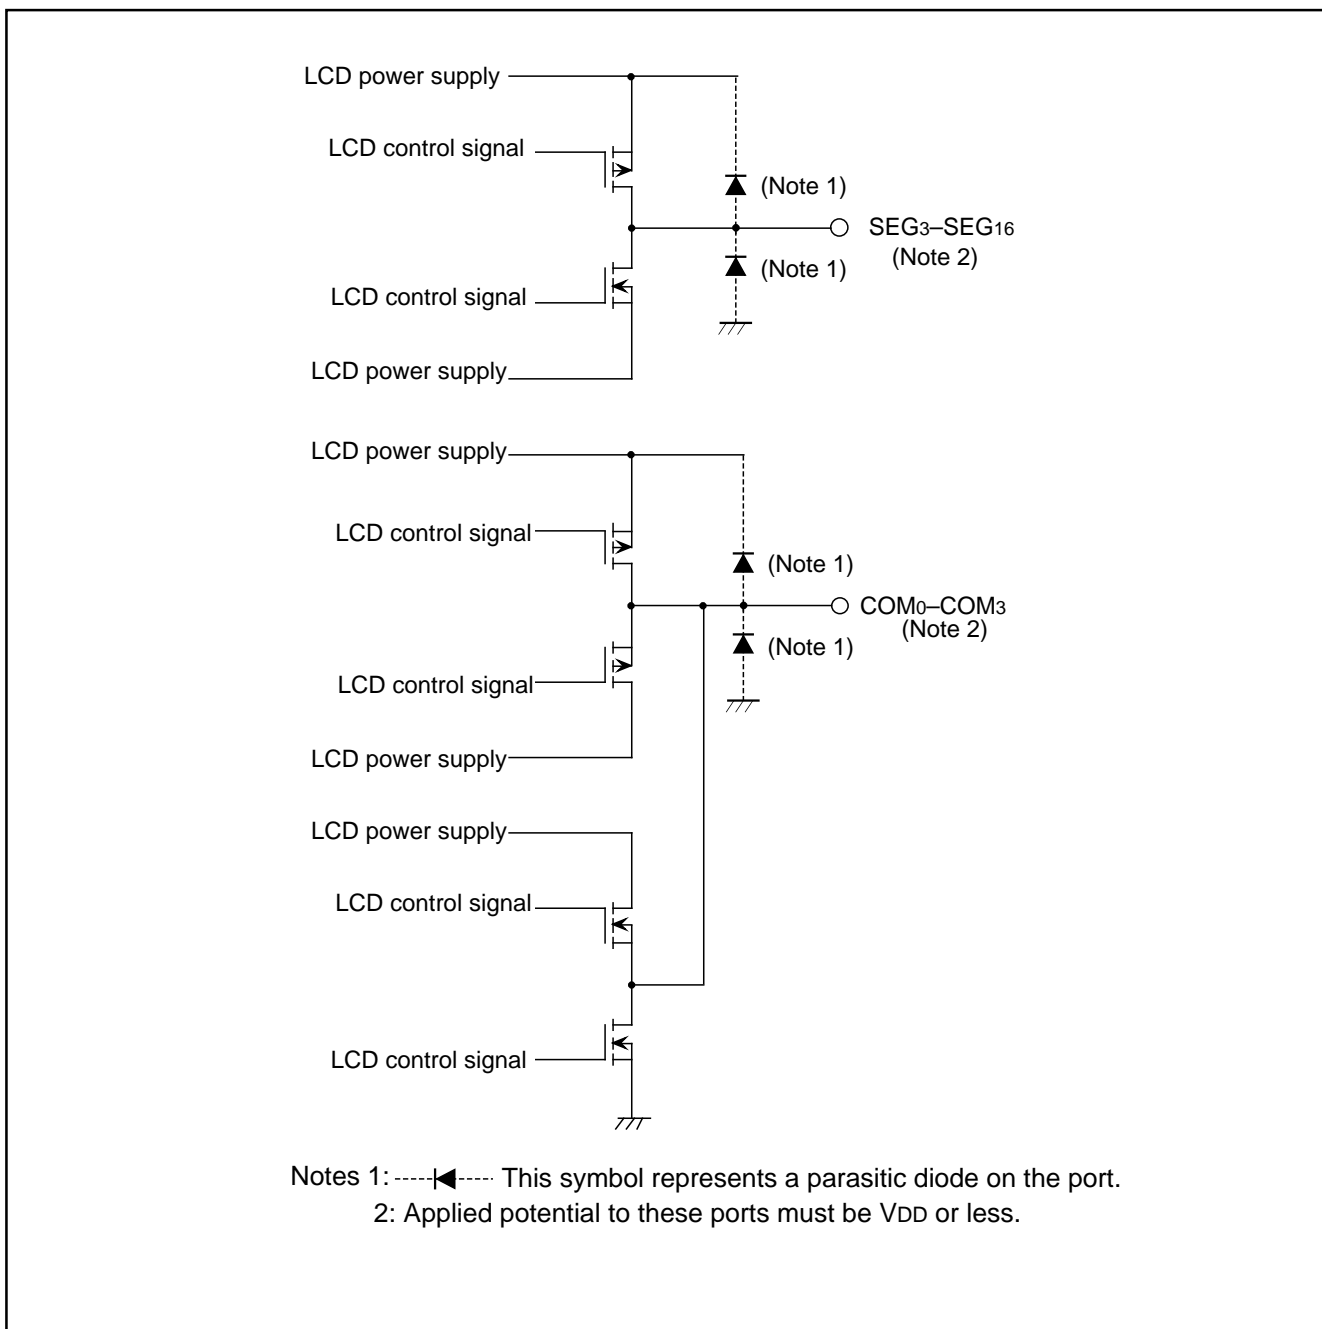 LCD power supply
LCD control signal
(Note 1)
SEG3–SEG16
(Note 2)
(Note 1)
LCD control signal
LCD power supply
LCD power supply
LCD control signal
(Note 1)
COM0–COM3
(Note 2)
(Note 1)
LCD control signal
LCD power supply
LCD power supply
LCD control signal
LCD control signal
Notes 1: This symbol represents a parasitic diode on the port.
2: Applied potential to these ports must be VDD or less.